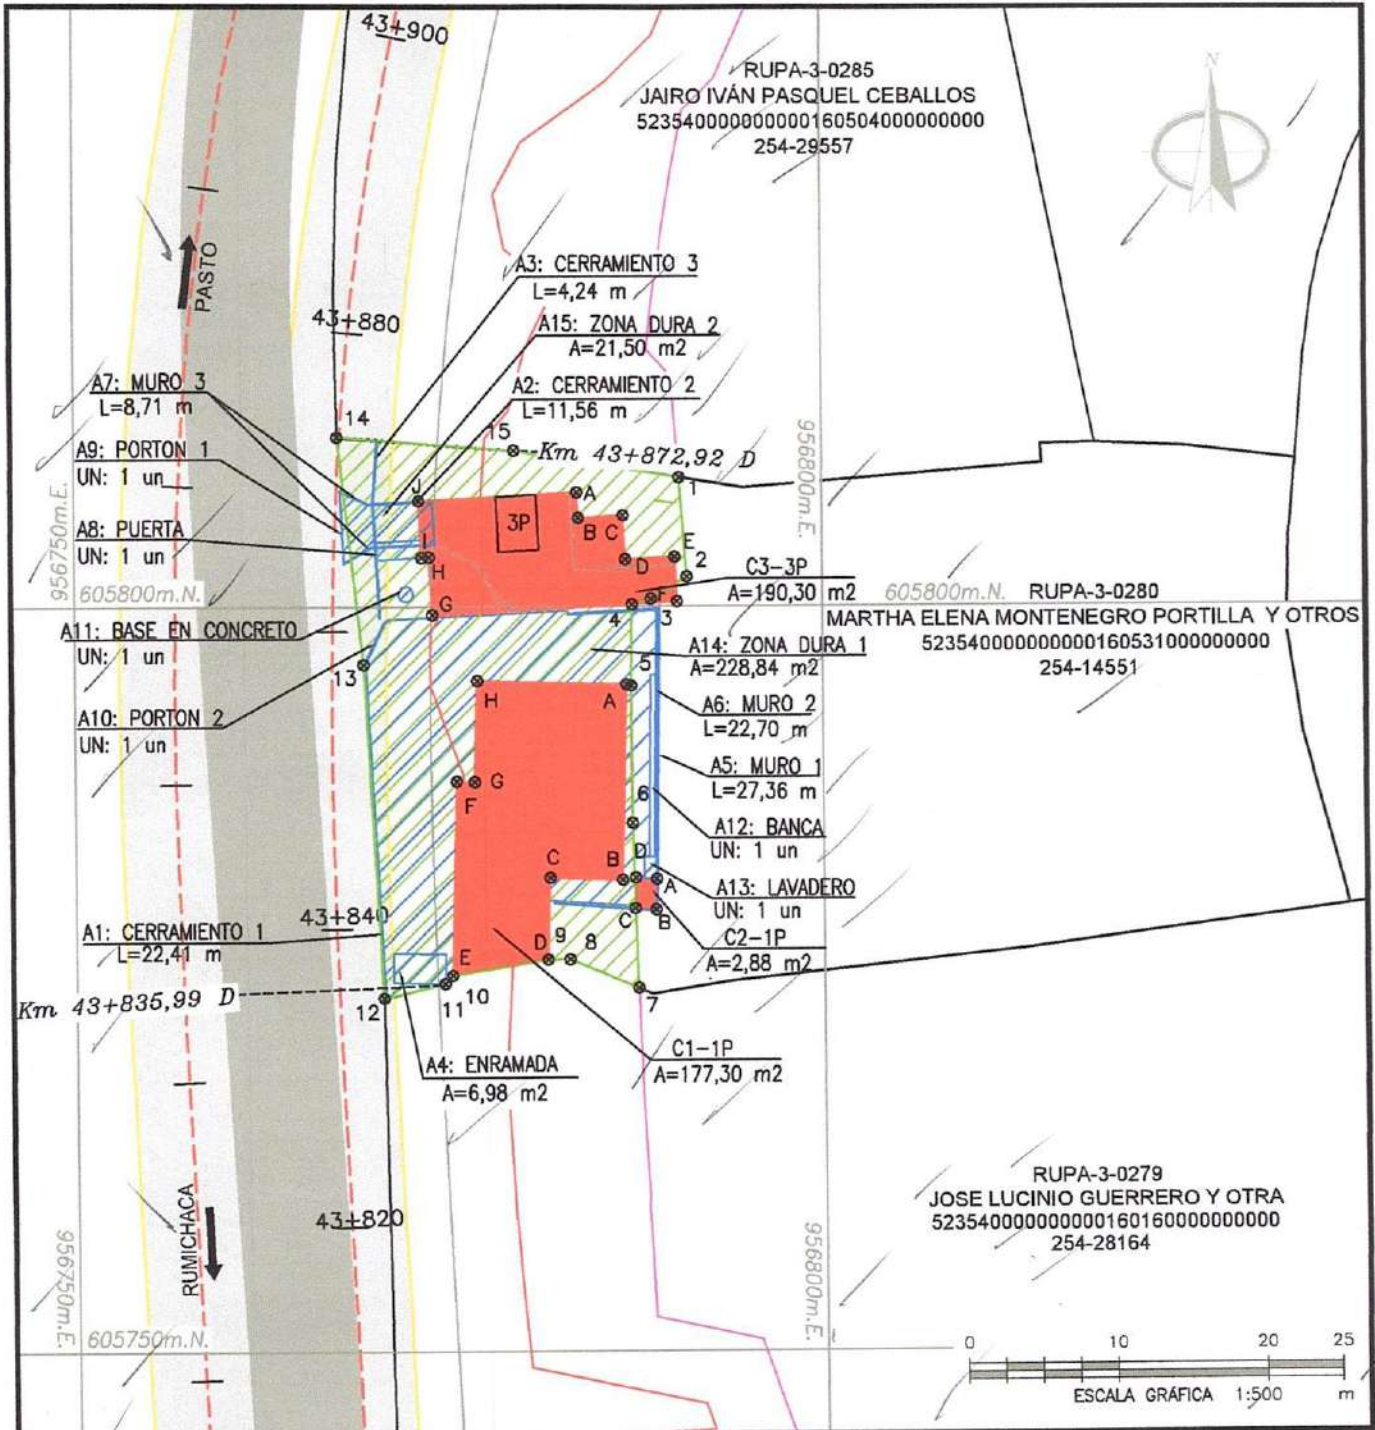 43+900
RUPA-3-0285
JAIRO IVÁN PASQUEL CEBALLOS
523540000000000160504000000000
254-29557
N
PASTO
A3: CERRAMIENTO 3
L=4,24 m
43+880
A15: ZONA DURA 2
A=21,50 m2
A7: MURO 3
L=8,71 m
A2: CERRAMIENTO 2
L=11,56 m
14
15
Km 43+872,92 D
956800m.E.
A9: PORTON 1
UN: 1 un
956750m.E.
1
J
A
3P
B
C
A8: PUERTA
UN: 1 un
I
H
D
E
2
C3-3P
A=190,30 m2
605800m.N.
605800m.N.
RUPA-3-0280
MARTHA ELENA MONTENEGRO PORTILLA Y OTROS
523540000000000160531000000000
254-14551
G
4
F
3
A11: BASE EN CONCRETO
UN: 1 un
A14: ZONA DURA 1
A=228,84 m2
13
5
H
A
A6: MURO 2
L=22,70 m
A10: PORTON 2
UN: 1 un
A5: MURO 1
L=27,36 m
F
G
6
A12: BANCA
UN: 1 un
C
B
D
A
A13: LAVADERO
UN: 1 un
43+840
A1: CERRAMIENTO 1
L=22,41 m
C
B
C2-1P
A=2,88 m2
D
9
8
E
10
11
12
7
Km 43+835,99 D
A4: ENRAMADA
A=6,98 m2
C1-1P
A=177,30 m2
RUMICHACA
43+820
RUPA-3-0279
JOSE LUCINIO GUERRERO Y OTRA
523540000000000160160000000000
254-28164
956750m.E.
956800m.E.
605750m.N.
0 10 20 25
ESCALA GRÁFICA 1:500 m